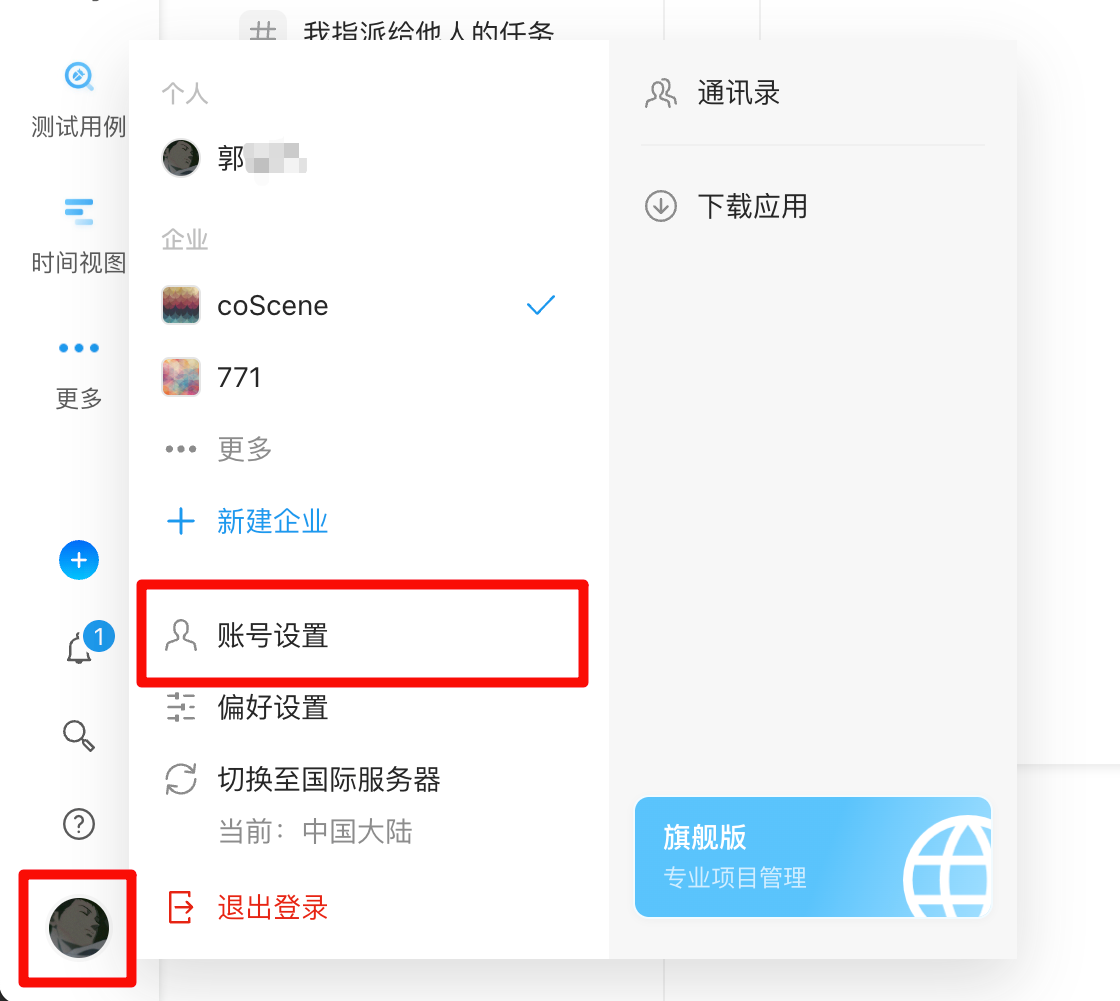 我指派给他人的任务
测试用例
时间视图
更多
1
个人
郭
企业
coScene
771
更多
新建企业
账号设置
偏好设置
切换至国际服务器
当前：中国大陆
退出登录
通讯录
下载应用
旗舰版
专业项目管理